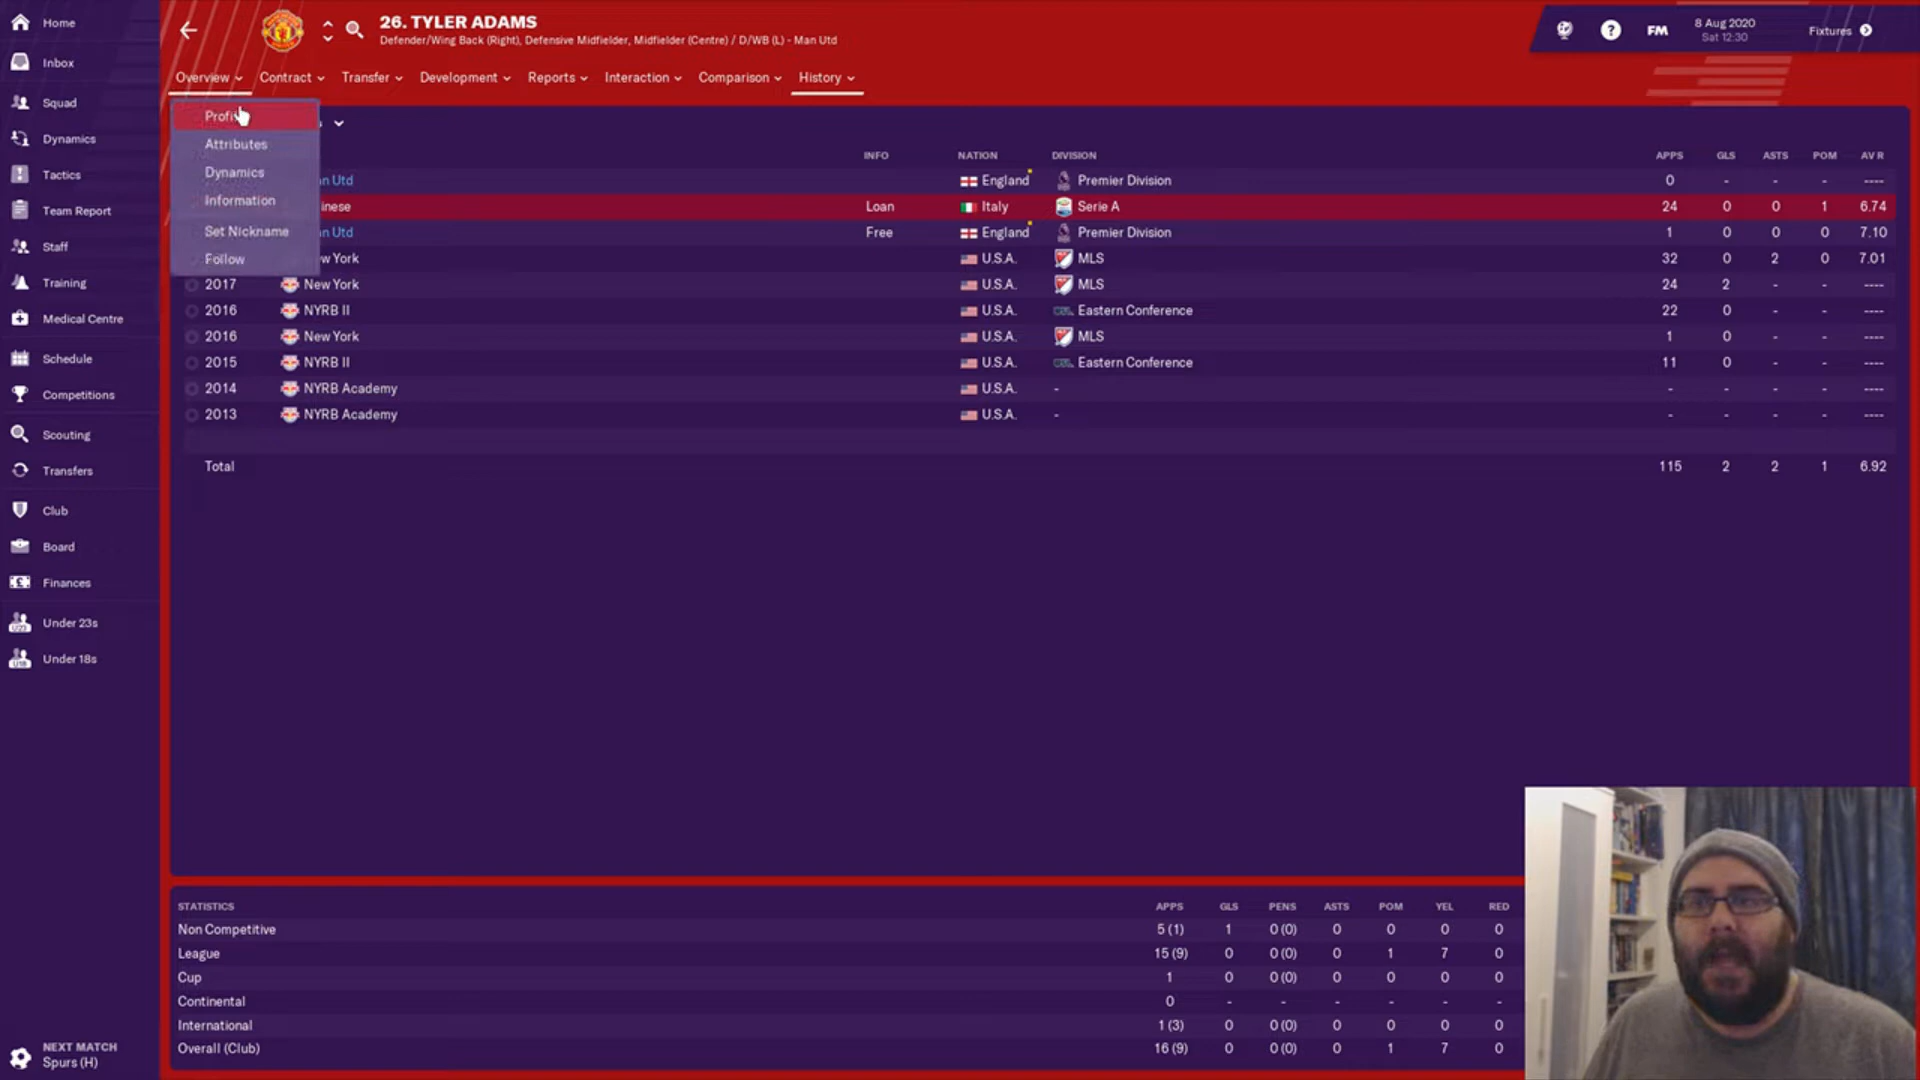 Home
Inbox
Squad
Dynamics
Tactics
Team Report
Staff
Training
Medical Centre
Schedule
Competitions
Scouting
Transfers
Club
Board
Finances
Under 23s
Under 18s
NEXT MATCH
Spurs (H)
26. TYLER ADAMS
Defender/Wing Back (Right), Defensive Midfielder, Midfielder (Centre) / D/WB (L) - Man Utd
FM
8 Aug 2020
Sat 12:30
Fixtures
Overview Contract Transfer Development Reports Interaction Comparison History
Profi
Attributes
Dynamics
Information
Set Nickname
Follow
INFO NATION DIVISION APPS GLS ASTS POM AV R
n Utd England Premier Division 0 - - - ----
inese Loan Italy Serie A 24 0 0 1 6.74
n Utd Free England Premier Division 1 0 0 0 7.10
w York U.S.A. MLS 32 0 2 0 7.01
2017 New York U.S.A. MLS 24 2 - - ----
2016 NYRB II U.S.A. Eastern Conference 22 0 - - ----
2016 New York U.S.A. MLS 1 0 - - ----
2015 NYRB II U.S.A. Eastern Conference 11 0 - - ----
2014 NYRB Academy U.S.A. - - - - - ----
2013 NYRB Academy U.S.A. - - - - - ----
Total 115 2 2 1 6.92
STATISTICS APPS GLS PENS ASTS POM YEL RED
Non Competitive 5 (1) 1 0 (0) 0 0 0 0
League 15 (9) 0 0 (0) 0 1 7 0
Cup 1 0 0 (0) 0 0 0 0
Continental 0 - - - - - -
International 1 (3) 0 0 (0) 0 0 0 0
Overall (Club) 16 (9) 0 0 (0) 0 1 7 0